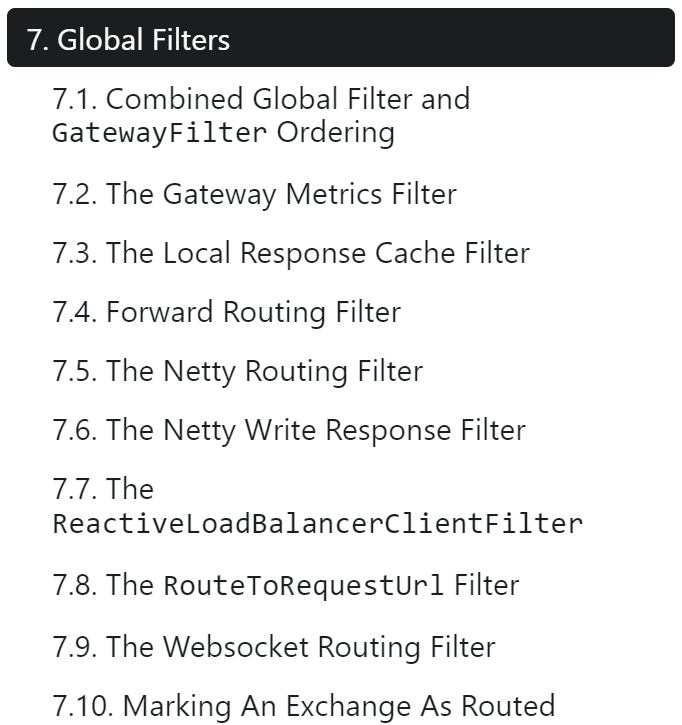 7. Global Filters
7.1. Combined Global Filter and
GatewayFilter Ordering
7.2. The Gateway Metrics Filter
7.3. The Local Response Cache Filter
7.4. Forward Routing Filter
7.5. The Netty Routing Filter
7.6. The Netty Write Response Filter
7.7. The
ReactiveLoadBalancerClientFilter
7.8. The RouteToRequestUrl Filter
7.9. The Websocket Routing Filter
7.10. Marking An Exchange As Routed